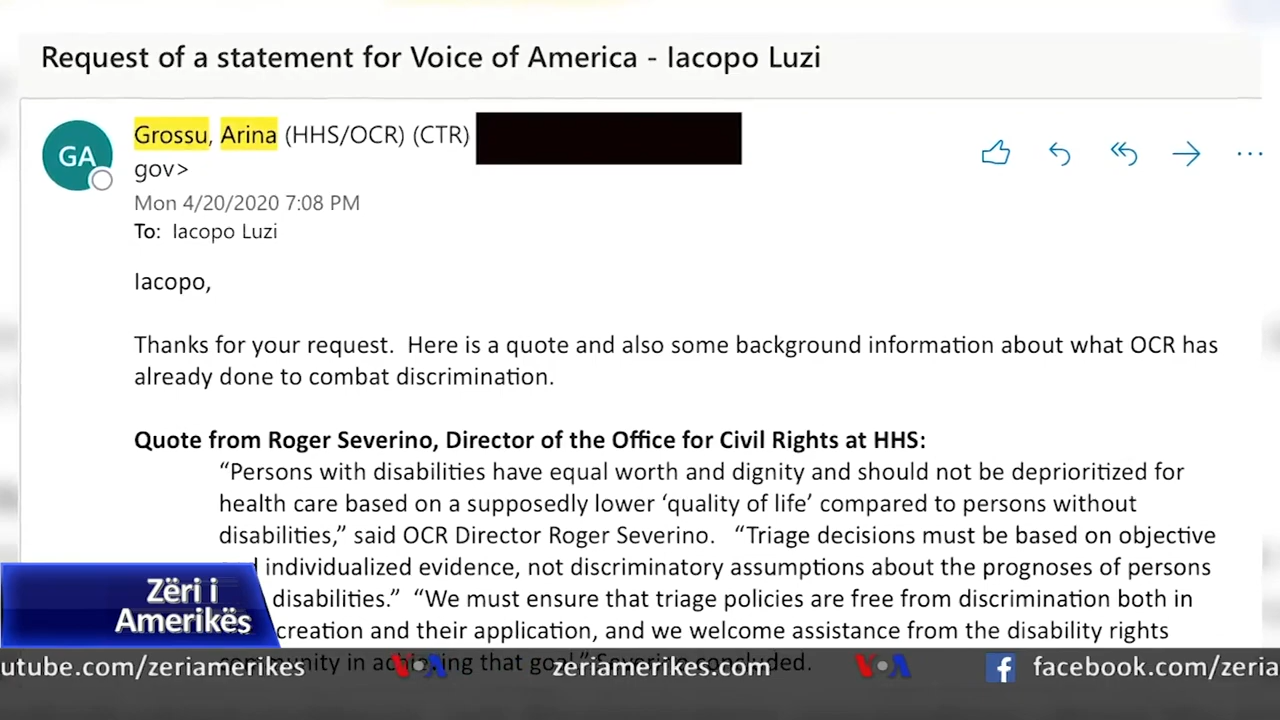 Request of a statement for Voice of America - Iacopo Luzi
GA
Grossu, Arina (HHS/OCR) (CTR)
gov>
Mon 4/20/2020 7:08 PM
To: Iacopo Luzi
Iacopo,
Thanks for your request. Here is a quote and also some background information about what OCR has
already done to combat discrimination.
Quote from Roger Severino, Director of the Office for Civil Rights at HHS:
“Persons with disabilities have equal worth and dignity and should not be deprioritized for
health care based on a supposedly lower ‘quality of life’ compared to persons without
disabilities,” said OCR Director Roger Severino. “Triage decisions must be based on objective
individualized evidence, not discriminatory assumptions about the prognoses of persons
disabilities.” “We must ensure that triage policies are free from discrimination both in
creation and their application, and we welcome assistance from the disability rights
in that goal,” Severino concluded.
Zëri i
Amerikës
utube.com/zeriamerikes VOA zeriamerikes.com VOA facebook.com/zeria